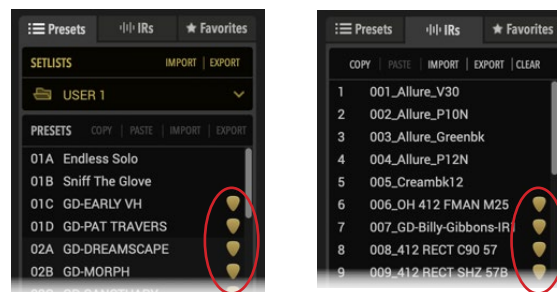 Presets IRs Favorites
SETLISTS IMPORT | EXPORT
USER 1
PRESETS COPY | PASTE | IMPORT | EXPORT
01A Endless Solo
01B Sniff The Glove
01C GD-EARLY VH
01D GD-PAT TRAVERS
02A GD-DREAMSCAPE
02B GD-MORPH
Presets IRs Favorites
COPY | PASTE | IMPORT | EXPORT | CLEAR
1 001_Allure_V30
2 002_Allure_P10N
3 003_Allure_Greenbk
4 004_Allure_P12N
5 005_Creambk12
6 006_OH 412 FMAN M25
7 007_GD-Billy-Gibbons-IR1
8 008_412 RECT C90 57
9 009_412 RECT SHZ 57B